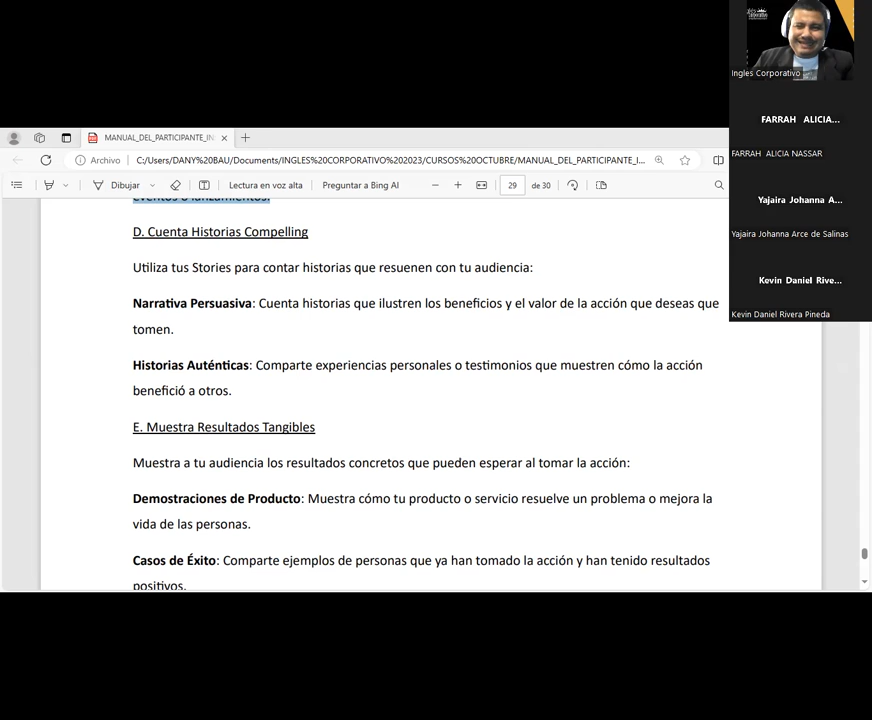 Ingles Corporativo
FARRAH ALICIA...
FARRAH ALICIA NASSAR
Yajaira Johanna A...
Yajaira Johanna Arce de Salinas
Kevin Daniel Rive...
Kevin Daniel Rivera Pineda
MANUAL_DEL_PARTICIPANTE_IN
Archivo
C:/Users/DANY%20BAU/Documents/INGLES%20CORPORATIVO%202023/CURSOS%20OCTUBRE/MANUAL_DEL_PARTICIPANTE_I...
Dibujar
Lectura en voz alta
Preguntar a Bing AI
29
de 30
eventos o lanzamientos.
D. Cuenta Historias Compelling
Utiliza tus Stories para contar historias que resuenen con tu audiencia:
Narrativa Persuasiva: Cuenta historias que ilustren los beneficios y el valor de la acción que deseas que
tomen.
Historias Auténticas: Comparte experiencias personales o testimonios que muestren cómo la acción
benefició a otros.
E. Muestra Resultados Tangibles
Muestra a tu audiencia los resultados concretos que pueden esperar al tomar la acción:
Demostraciones de Producto: Muestra cómo tu producto o servicio resuelve un problema o mejora la
vida de las personas.
Casos de Éxito: Comparte ejemplos de personas que ya han tomado la acción y han tenido resultados
positivos.